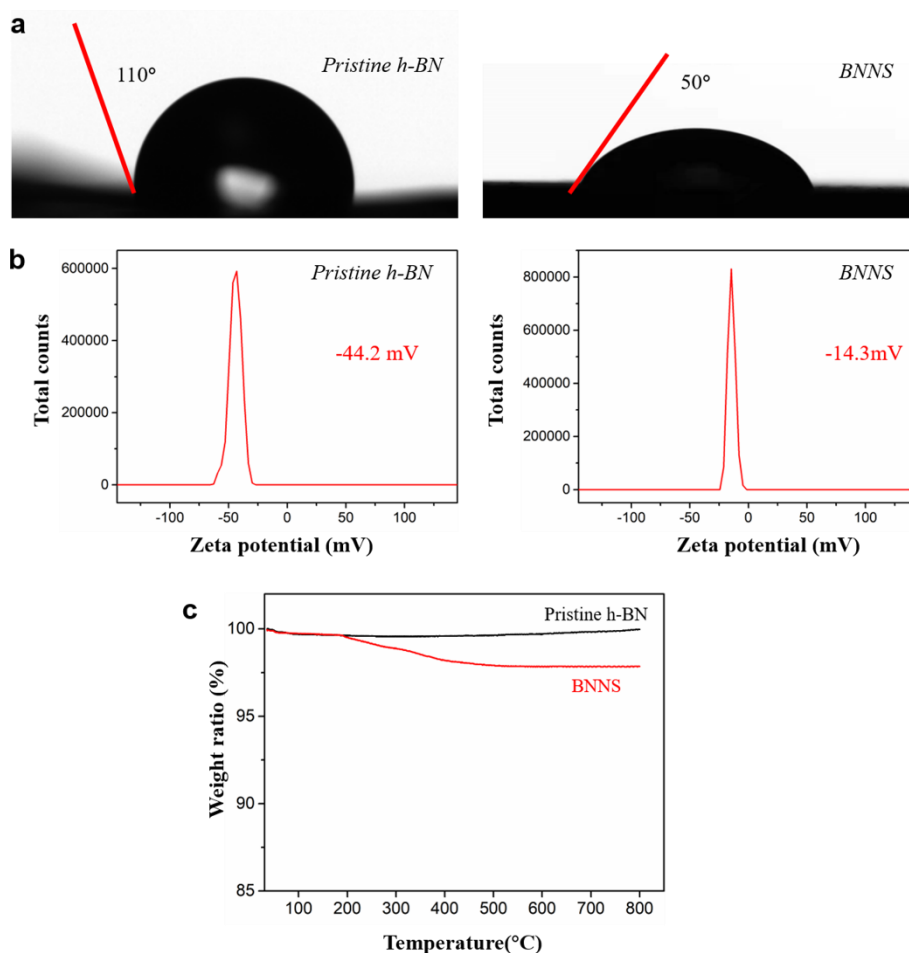 a
110°
Pristine h-BN
50°
BNNS
b
Total counts
600000
400000
200000
0
Pristine h-BN
-44.2 mV
-100
-50
0
50
100
Zeta potential (mV)
Total counts
800000
600000
400000
200000
0
BNNS
-14.3mV
-100
-50
0
50
100
Zeta potential (mV)
c
Weight ratio (%)
100
95
90
85
Pristine h-BN
BNNS
100
200
300
400
500
600
700
800
Temperature(°C)